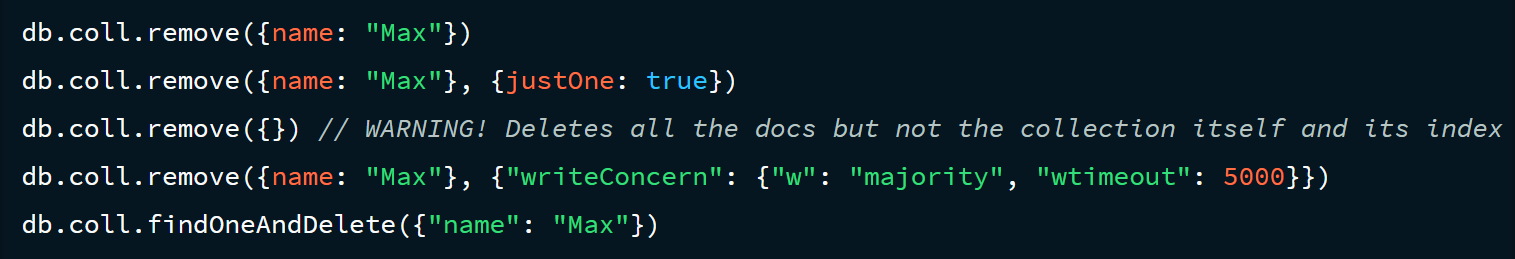 db.coll.remove({name: "Max"})
db.coll.remove({name: "Max"}, {justOne: true})
db.coll.remove({}) // WARNING! Deletes all the docs but not the collection itself and its index
db.coll.remove({name: "Max"}, {"writeConcern": {"w": "majority", "wtimeout": 5000}})
db.coll.findOneAndDelete({"name": "Max"})